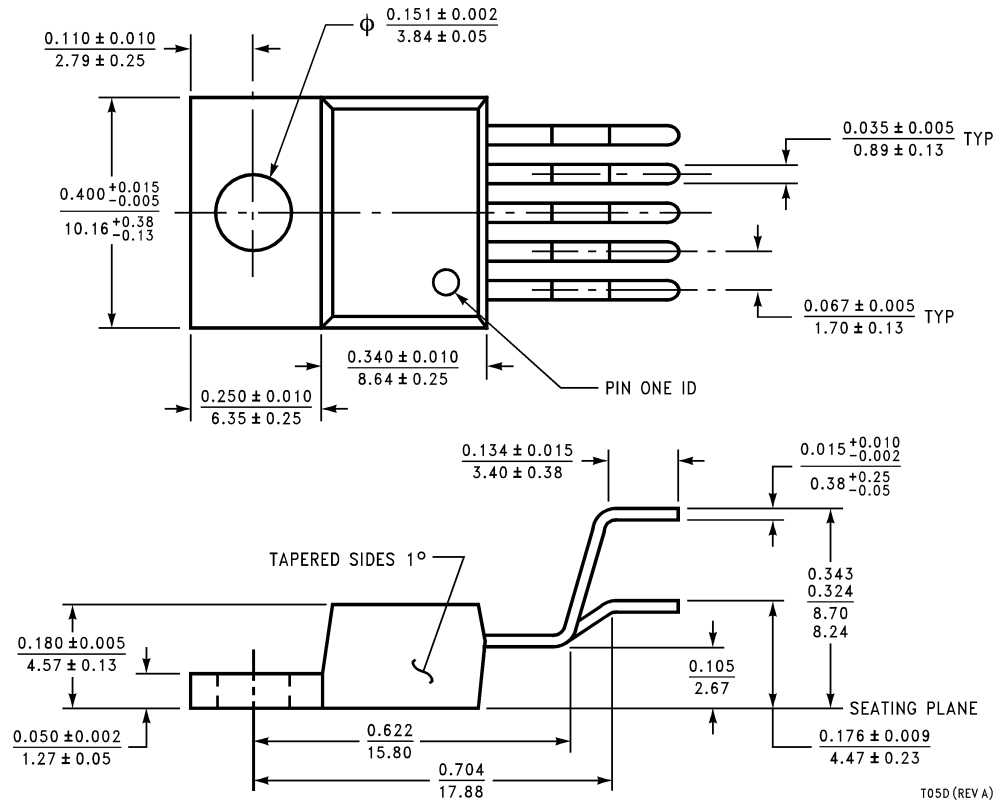 ϕ 0.151 ± 0.002
3.84 ± 0.05
0.110 ± 0.010
2.79 ± 0.25
0.035 ± 0.005 TYP
0.89 ± 0.13
0.400 +0.015 -0.005
10.16 +0.38 -0.13
0.067 ± 0.005 TYP
1.70 ± 0.13
0.340 ± 0.010
8.64 ± 0.25
PIN ONE ID
0.250 ± 0.010
6.35 ± 0.25
0.134 ± 0.015
3.40 ± 0.38
0.015 +0.010 -0.002
0.38 +0.25 -0.05
TAPERED SIDES 1°
0.343
0.324
8.70
8.24
0.180 ± 0.005
4.57 ± 0.13
0.105
2.67
SEATING PLANE
0.050 ± 0.002
1.27 ± 0.05
0.622
15.80
0.176 ± 0.009
4.47 ± 0.23
0.704
17.88
T05D (REV A)